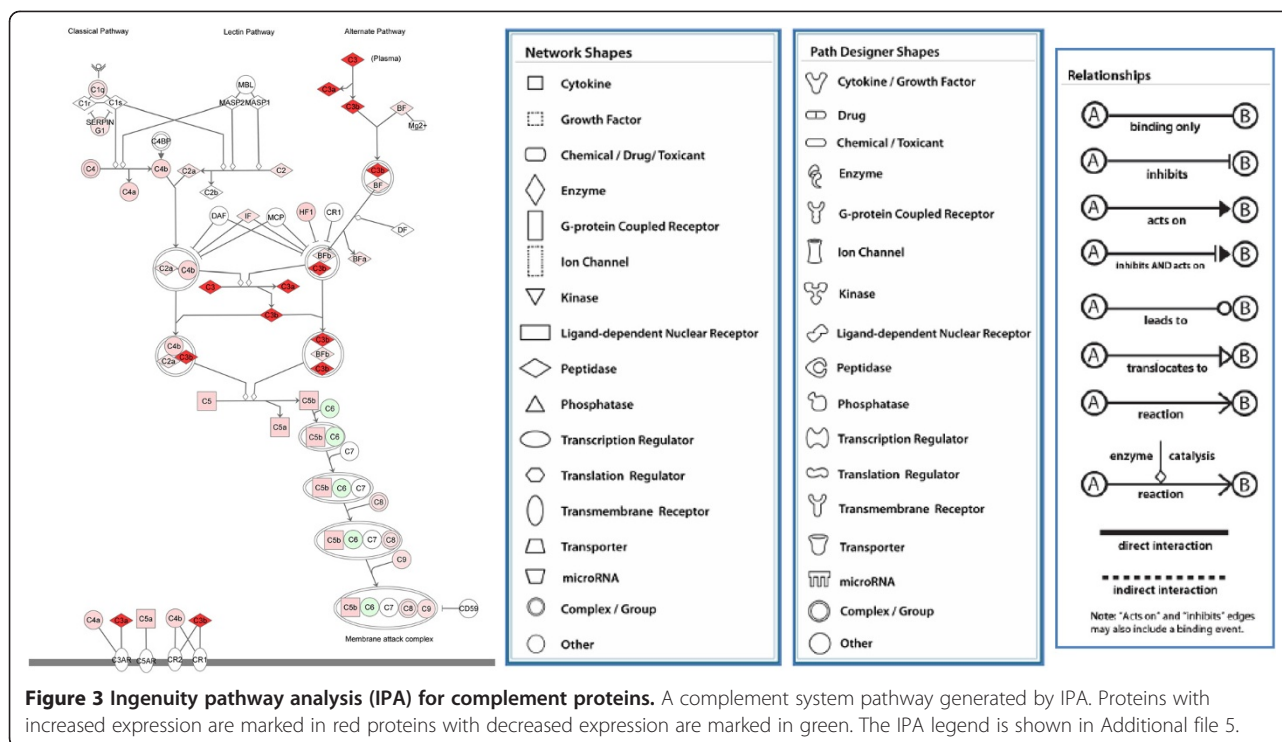 Classical Pathway
Lectin Pathway
Alternate Pathway
C3
(Plasma)
C3a
C3b
BF
Mg2+
C1q
C1r
C1s
SERPIN
G1
MBL
MASP2
MASP1
C4BP
C4
C4b
C4a
C2a
C2
C2b
C3b
BF
DAF
IF
MCP
HF1
CR1
DF
BFa
BFb
C3b
C2a
C4b
C3
C3a
C3b
C4b
C2a
C3b
C3b
BFb
C3b
C5
C5b
C6
C5a
C5b
C6
C7
C5b
C6
C7
C8
C5b
C6
C7
C8
C9
C5b
C6
C7
C8
C9
CD59
Membrane attack complex
C4a
C3a
C5a
C4b
C3b
C3AR
C5AR
CR2
CR1
Network Shapes
Cytokine
Growth Factor
Chemical / Drug/ Toxicant
Enzyme
G-protein Coupled Receptor
Ion Channel
Kinase
Ligand-dependent Nuclear Receptor
Peptidase
Phosphatase
Transcription Regulator
Translation Regulator
Transmembrane Receptor
Transporter
microRNA
Complex / Group
Other
Path Designer Shapes
Cytokine / Growth Factor
Drug
Chemical / Toxicant
Enzyme
G-protein Coupled Receptor
Ion Channel
Kinase
Ligand-dependent Nuclear Receptor
Peptidase
Phosphatase
Transcription Regulator
Translation Regulator
Transmembrane Receptor
Transporter
microRNA
Complex / Group
Other
Relationships
A binding only B
A inhibits B
A acts on B
A inhibits AND acts on B
A leads to B
A translocates to B
A reaction B
enzyme catalysis
A reaction B
direct interaction
indirect interaction
Note: "Acts on" and "inhibits" edges
may also include a binding event.
Figure 3 Ingenuity pathway analysis (IPA) for complement proteins. A complement system pathway generated by IPA. Proteins with
increased expression are marked in red proteins with decreased expression are marked in green. The IPA legend is shown in Additional file 5.